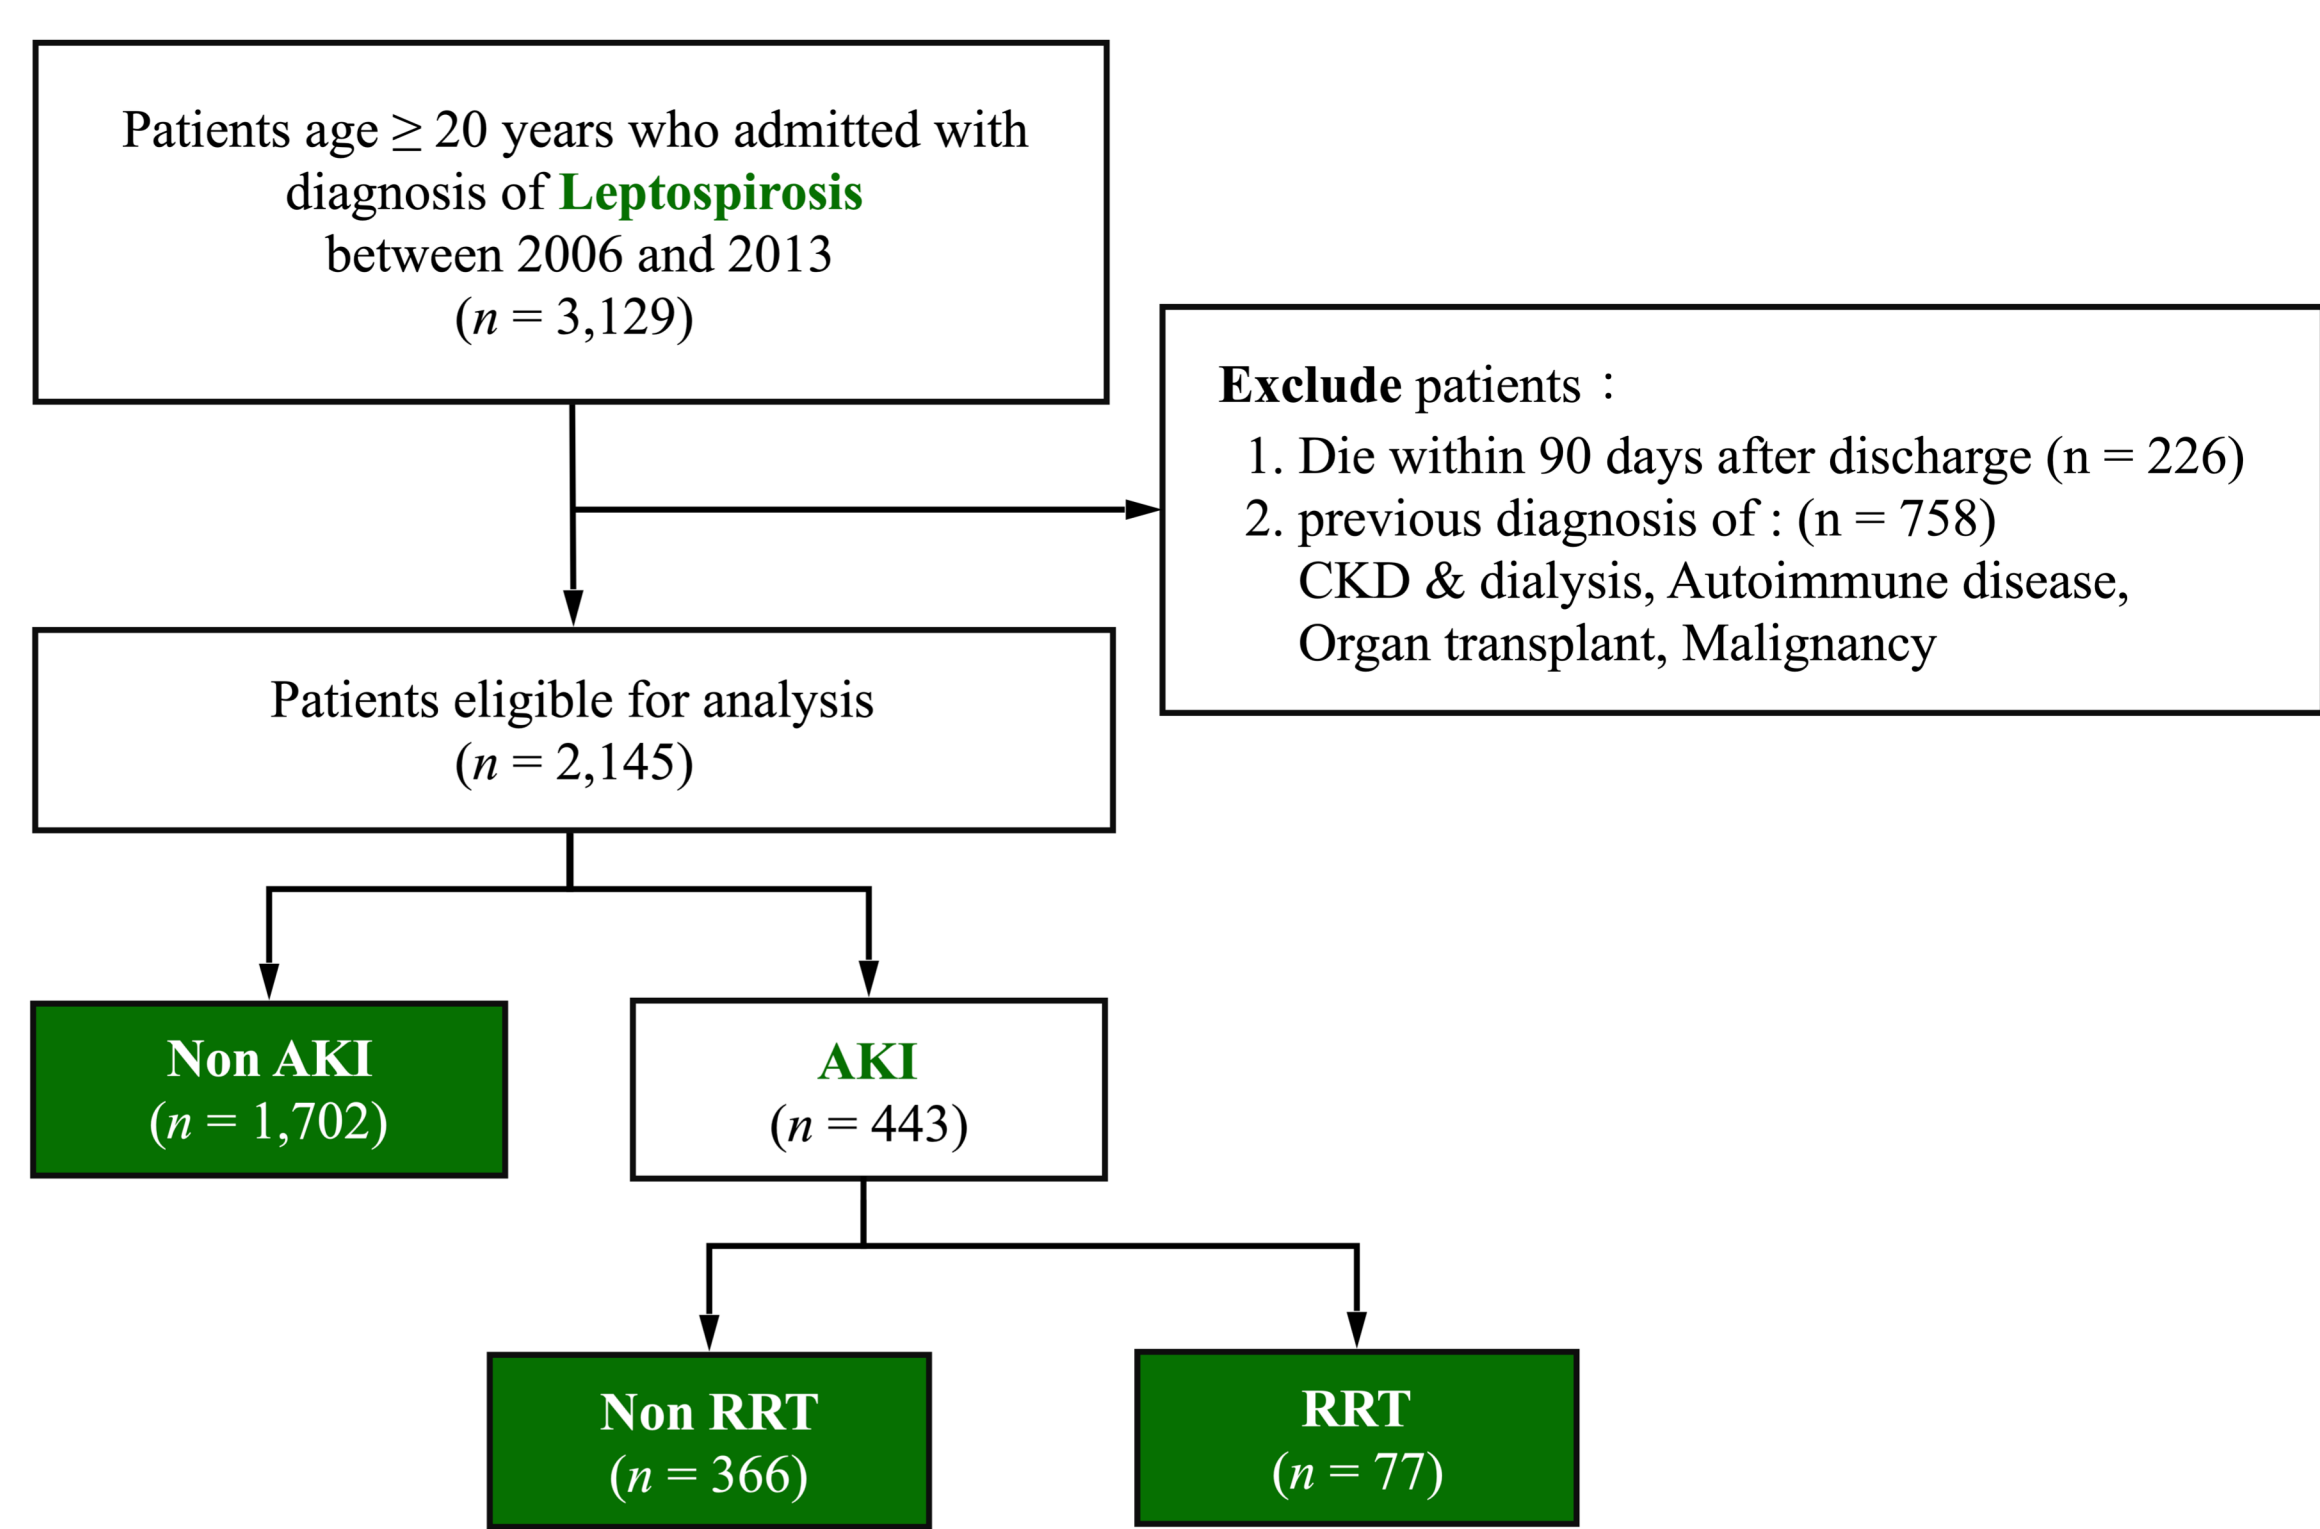 Patients age ≥ 20 years who admitted with
diagnosis of Leptospirosis
between 2006 and 2013
(n = 3,129)
Exclude patients :
1. Die within 90 days after discharge (n = 226)
2. previous diagnosis of : (n = 758)
CKD & dialysis, Autoimmune disease,
Organ transplant, Malignancy
Patients eligible for analysis
(n = 2,145)
Non AKI
(n = 1,702)
AKI
(n = 443)
Non RRT
(n = 366)
RRT
(n = 77)